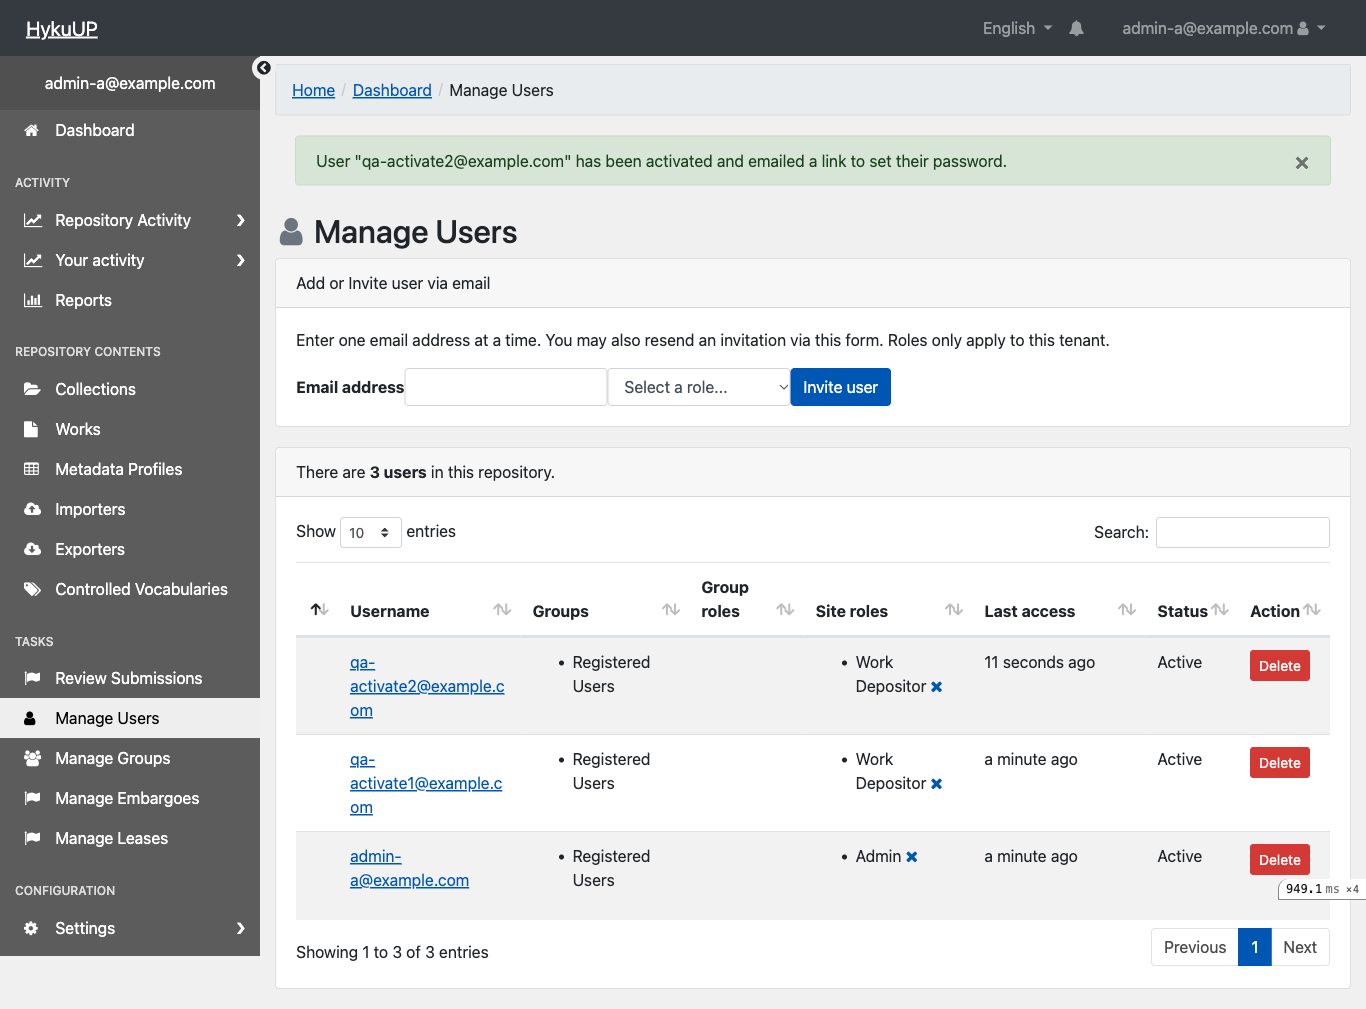 HykuUP
English
admin-a@example.com
admin-a@example.com
Dashboard
ACTIVITY
Repository Activity
Your activity
Reports
REPOSITORY CONTENTS
Collections
Works
Metadata Profiles
Importers
Exporters
Controlled Vocabularies
TASKS
Review Submissions
Manage Users
Manage Groups
Manage Embargoes
Manage Leases
CONFIGURATION
Settings
Home / Dashboard / Manage Users
User "qa-activate2@example.com" has been activated and emailed a link to set their password.
Manage Users
Add or Invite user via email
Enter one email address at a time. You may also resend an invitation via this form. Roles only apply to this tenant.
Email address Select a role... Invite user
There are 3 users in this repository.
Show 10 entries
Search:
Username Groups Group roles Site roles Last access Status Action
qa-
activate2@example.c
om
• Registered
Users
• Work
Depositor
11 seconds ago
Active
Delete
qa-
activate1@example.c
om
• Registered
Users
• Work
Depositor
a minute ago
Active
Delete
admin-
a@example.com
• Registered
Users
• Admin
a minute ago
Active
Delete
949.1 ms ×4
Showing 1 to 3 of 3 entries
Previous 1 Next